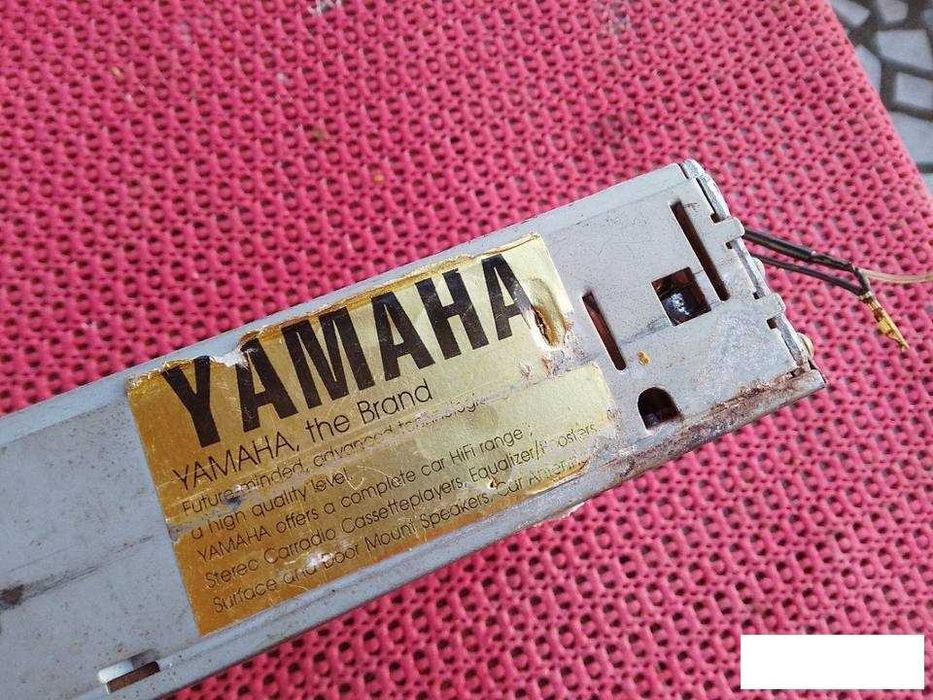 YAMAHA
YAMAHA, the Brand
Future minded, advanced
a high quality level.
YAMAHA offers a complete car HiFi range :
Stereo Carradio Cassetteplayers, Equalizer/Boosters
Surface and Door Mount Speakers, Car